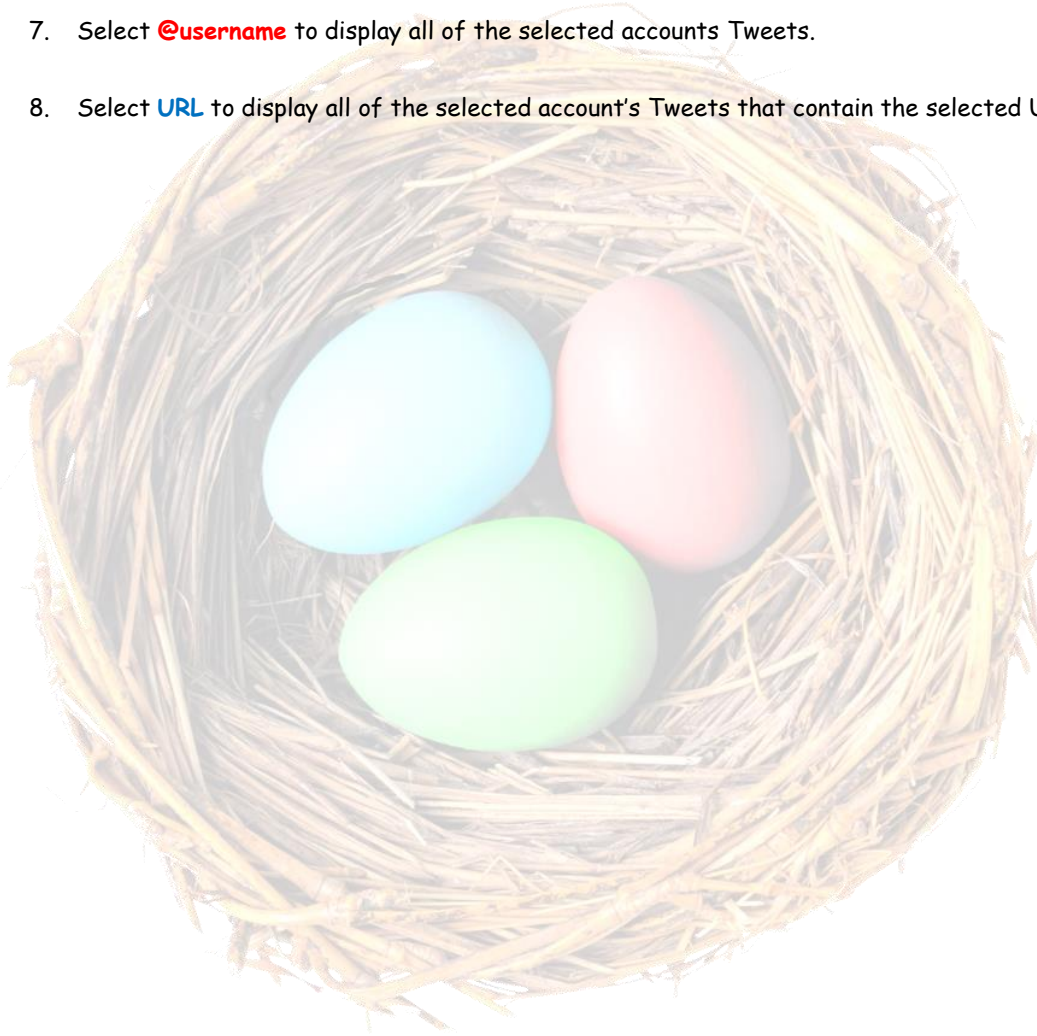 7. Select @username to display all of the selected accounts Tweets.
8. Select URL to display all of the selected account's Tweets that contain the selected